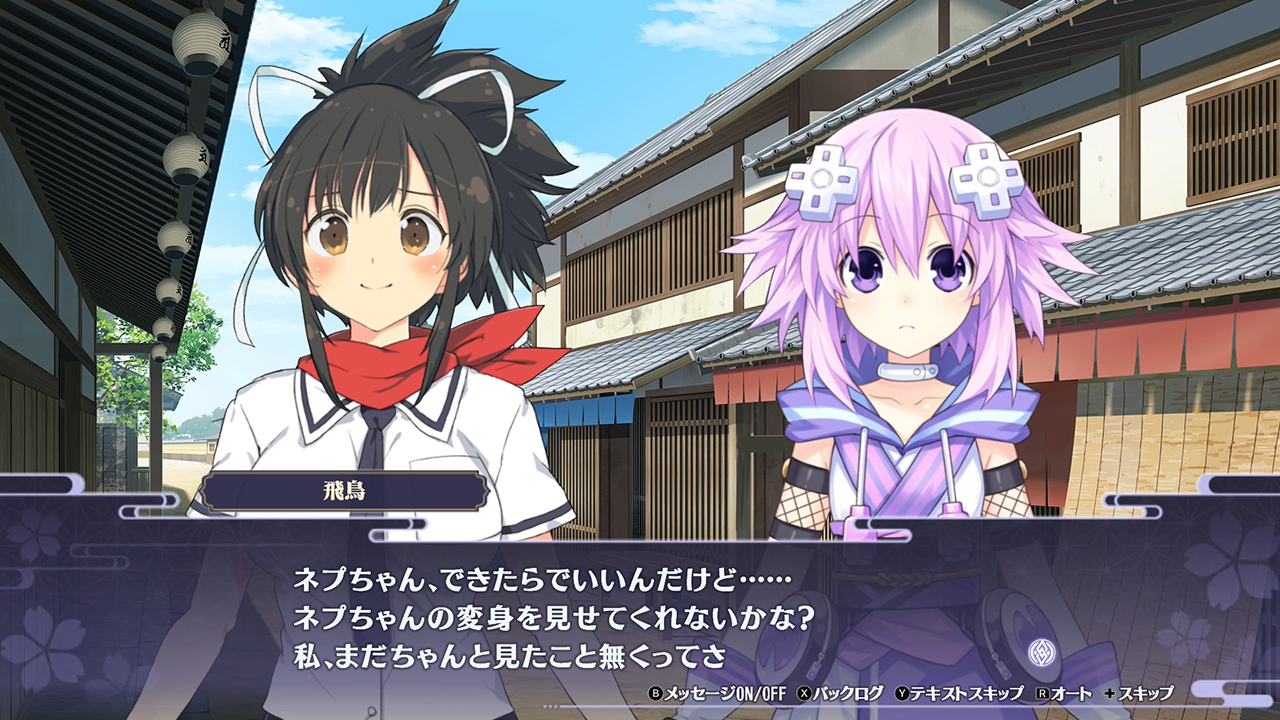 飛鳥
ネプちゃん、できたらでいいんだけど……
ネプちゃんの変身を見せてくれないかな?
私、まだちゃんと見たこと無くってさ
ⒷメッセージON/OFF Ⓧバックログ Ⓨテキストスキップ Ⓡオート +スキップ